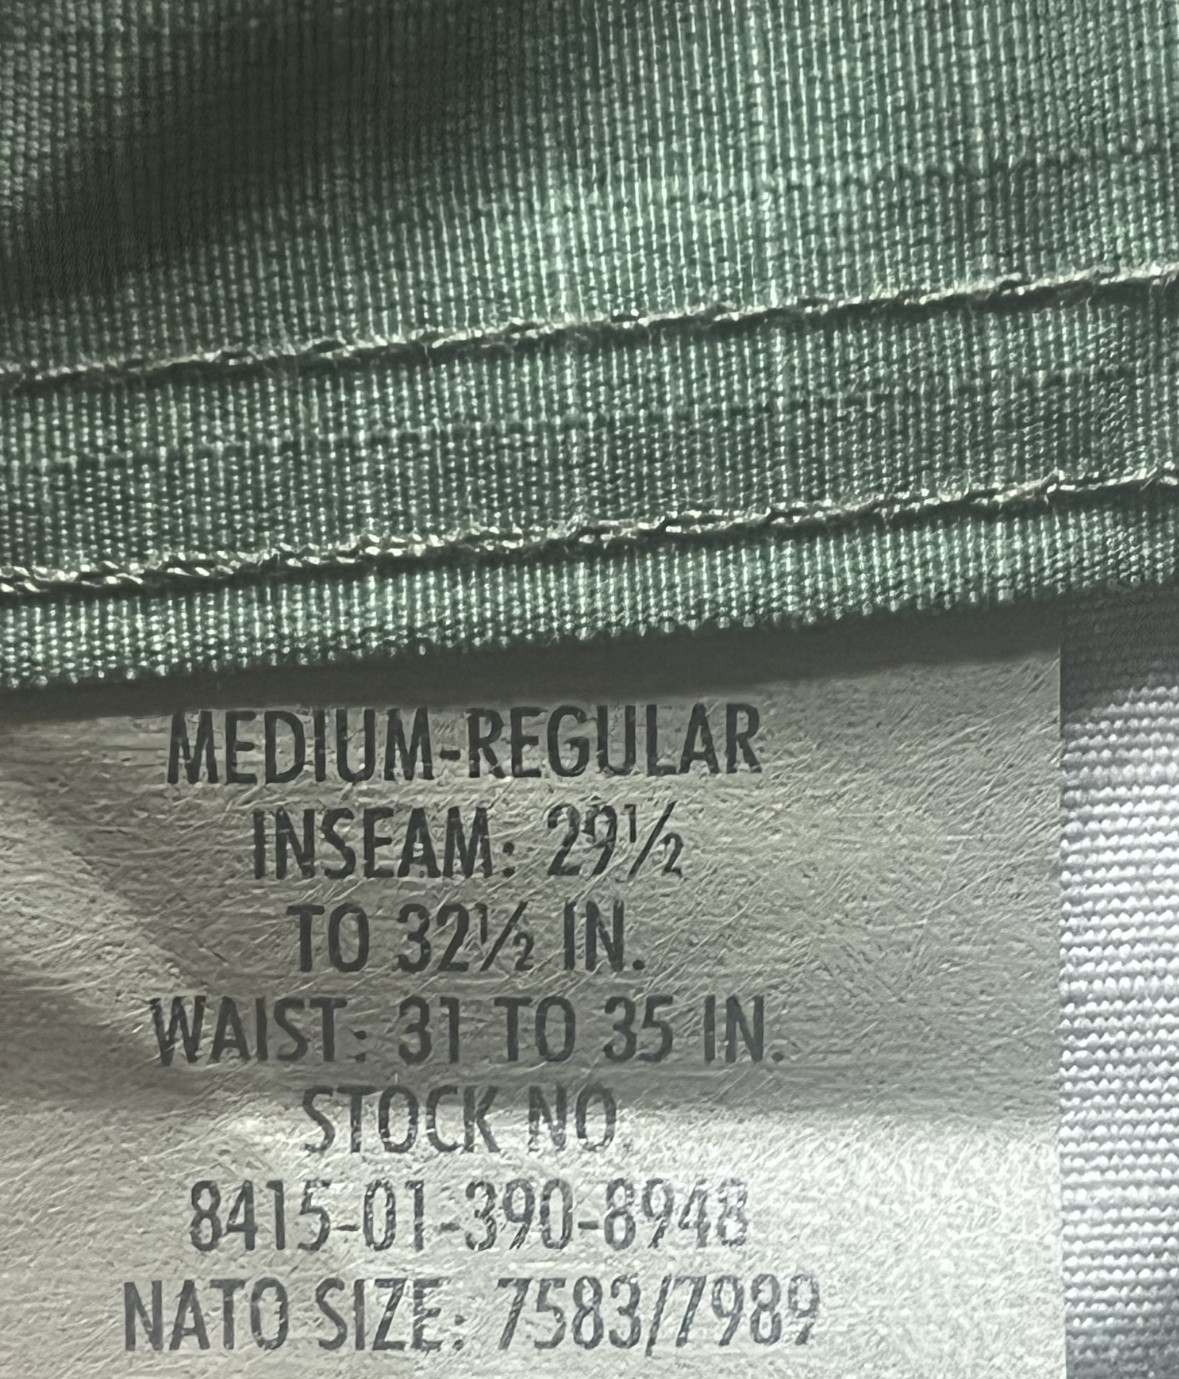 MEDIUM-REGULAR
INSEAM: 29½
TO 32½ IN.
WAIST: 31 TO 35 IN.
STOCK NO.
8415-01-390-8948
NATO SIZE: 7583/7989